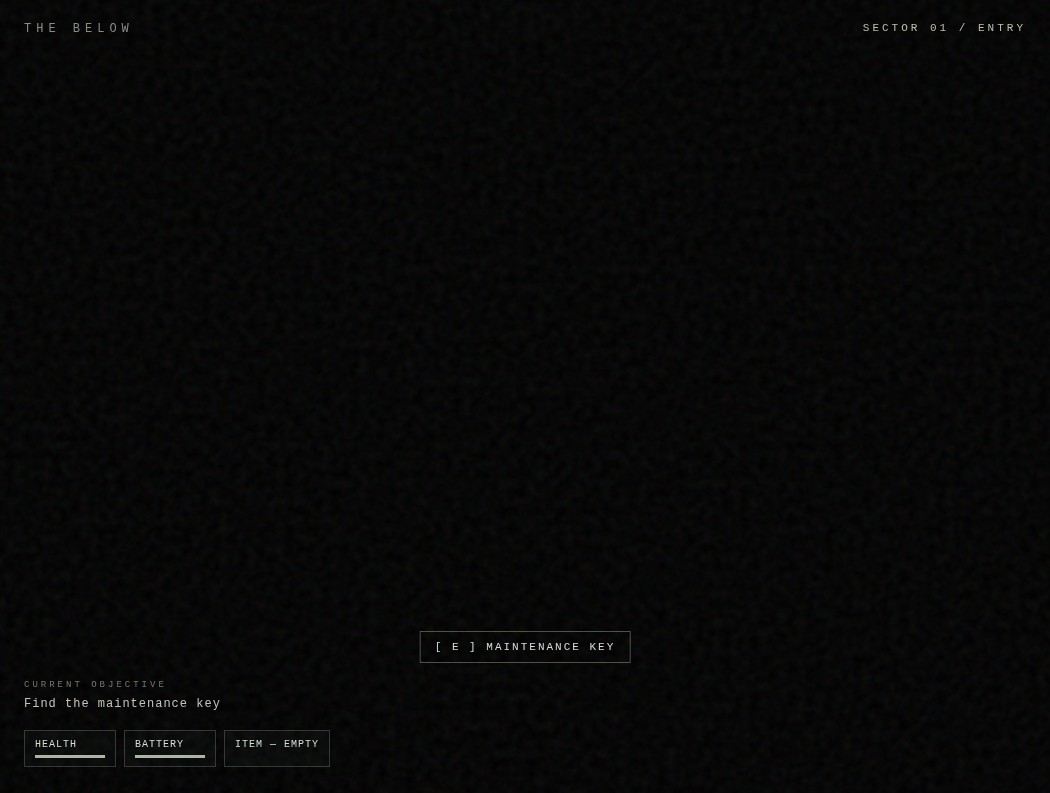 THE BELOW
SECTOR 01 / ENTRY
[ E ] MAINTENANCE KEY
CURRENT OBJECTIVE
Find the maintenance key
HEALTH
BATTERY
ITEM — EMPTY